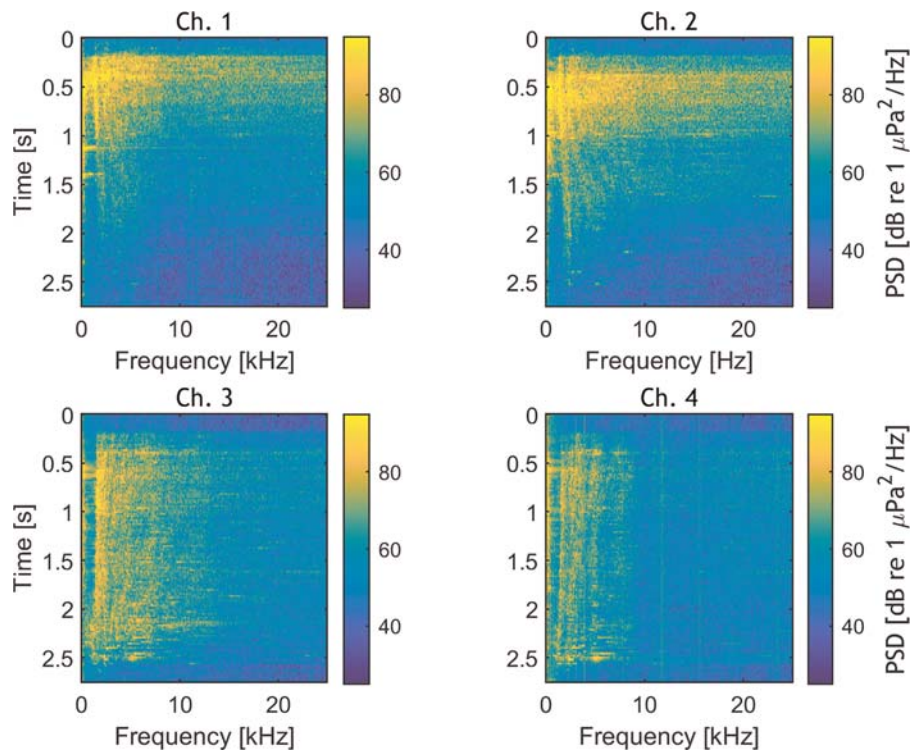 Ch. 1
0
0.5
1
1.5
2
2.5
Time [s]
0 10 20
Frequency [kHz]
80
60
40
Ch. 2
0
0.5
1
1.5
2
2.5
0 10 20
Frequency [Hz]
80
60
40
PSD [dB re 1 μPa²/Hz]
Ch. 3
0
0.5
1
1.5
2
2.5
Time [s]
0 10 20
Frequency [kHz]
80
60
40
Ch. 4
0
0.5
1
1.5
2
2.5
0 10 20
Frequency [kHz]
80
60
40
PSD [dB re 1 μPa²/Hz]